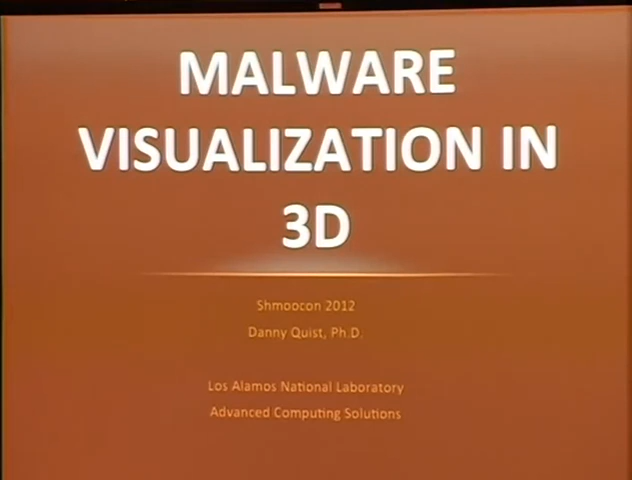 MALWARE
VISUALIZATION IN
3D
Shmoocon 2012
Danny Quist, Ph.D.
Los Alamos National Laboratory
Advanced Computing Solutions